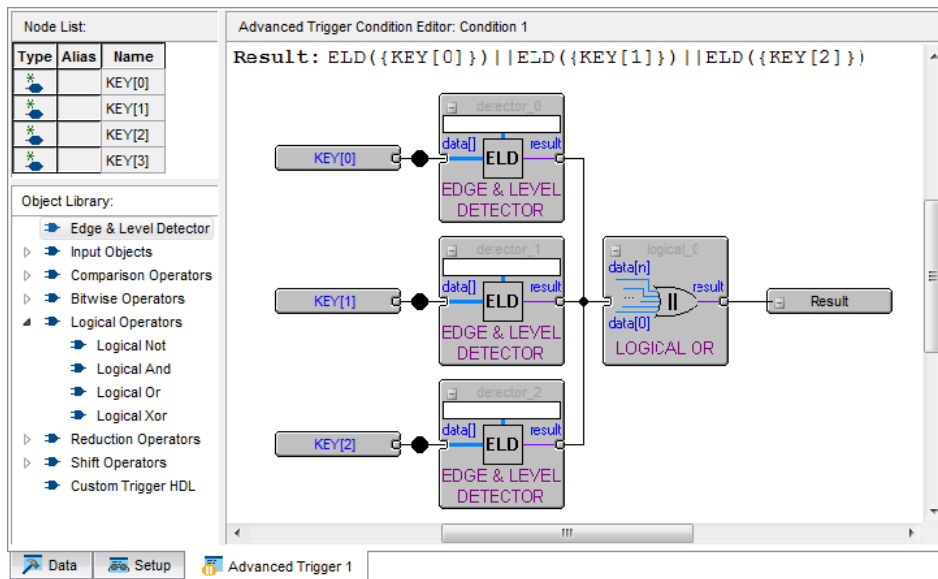 Node List:
Type Alias Name
KEY[0]
KEY[1]
KEY[2]
KEY[3]
Object Library:
Edge & Level Detector
Input Objects
Comparison Operators
Bitwise Operators
Logical Operators
Logical Not
Logical And
Logical Or
Logical Xor
Reduction Operators
Shift Operators
Custom Trigger HDL
Advanced Trigger Condition Editor: Condition 1
Result: ELD({KEY[0]})||ELD({KEY[1]})||ELD({KEY[2]})
detector_0
KEY[0]
data[] ELD result
EDGE & LEVEL
DETECTOR
detector_1
KEY[1]
data[] ELD result
EDGE & LEVEL
DETECTOR
detector_2
KEY[2]
data[] ELD result
EDGE & LEVEL
DETECTOR
logical_0
data[n]
... || result
data[0]
LOGICAL OR
Result
Data Setup Advanced Trigger 1